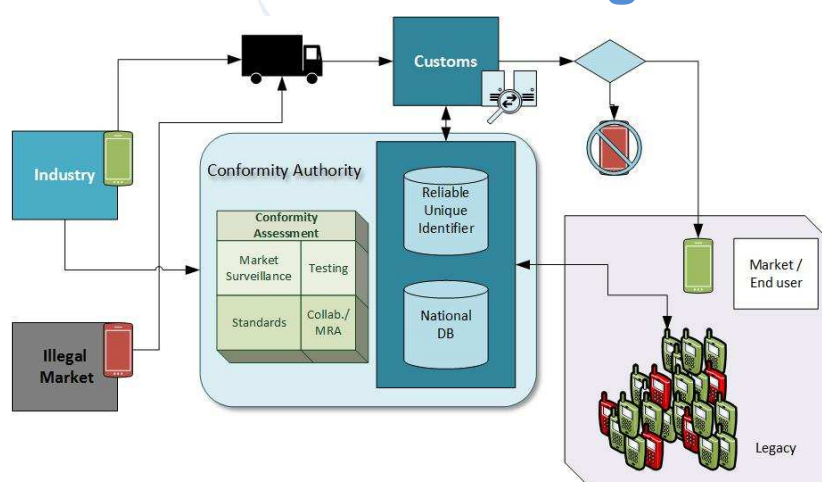 Customs
Industry
Conformity Authority
Conformity
Assessment
Market
Surveillance
Testing
Standards
Collab./
MRA
Reliable
Unique
Identifier
National
DB
Market /
End user
Illegal
Market
Legacy